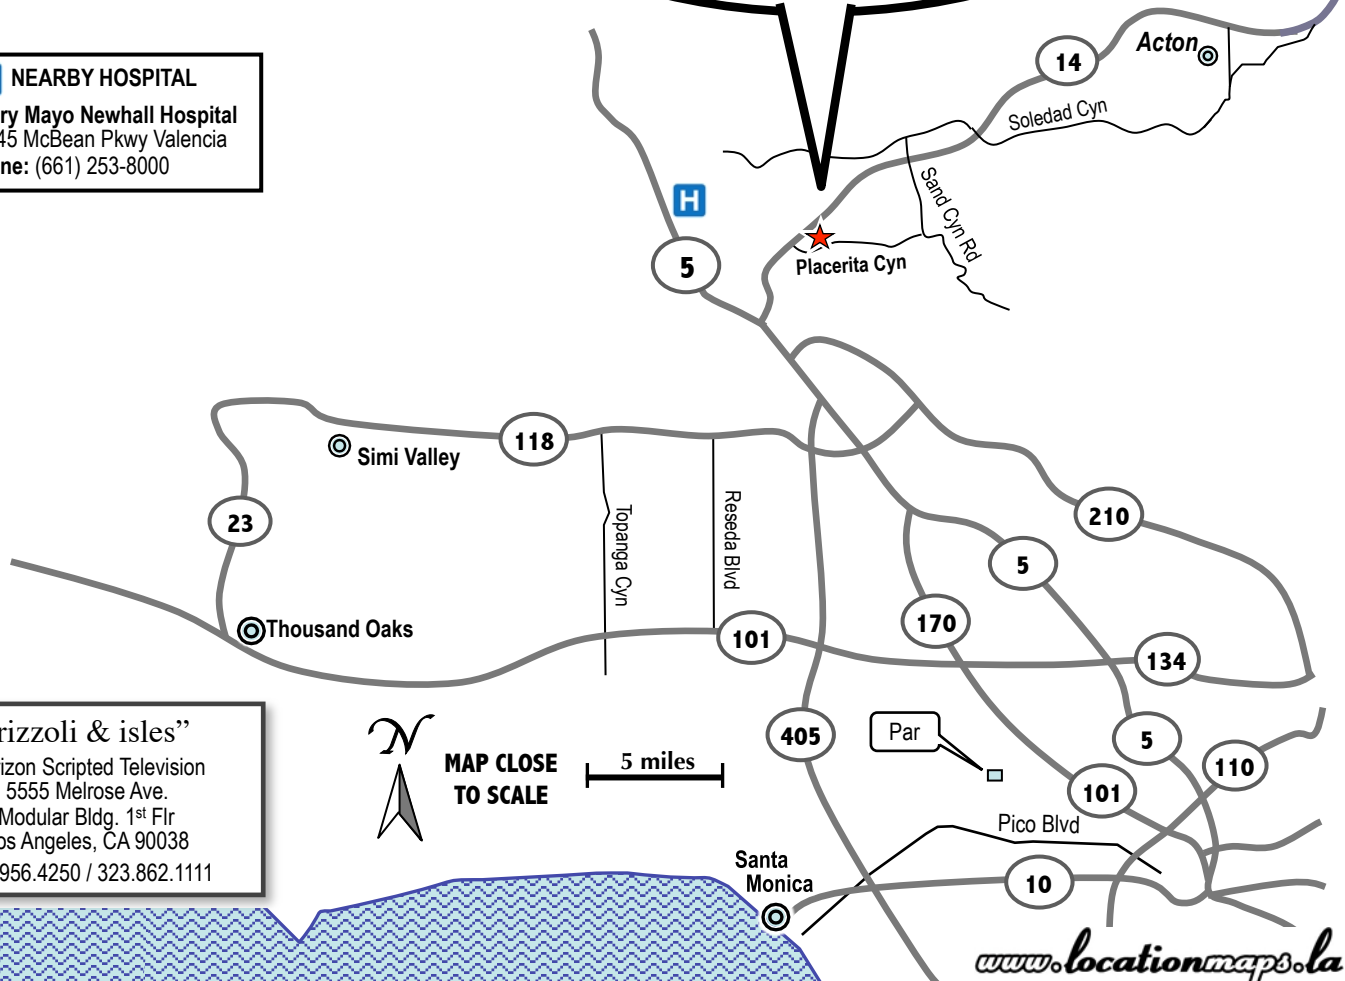 NEARBY HOSPITAL
ry Mayo Newhall Hospital
45 McBean Pkwy Valencia
ne: (661) 253-8000
Acton
14
Soledad Cyn
Sand Cyn Rd
H
5
Placerita Cyn
118
Simi Valley
23
Topanga Cyn
Reseda Blvd
210
5
170
Thousand Oaks
101
134
rizzoli & isles”
izon Scripted Television
5555 Melrose Ave.
Modular Bldg. 1st Flr
os Angeles, CA 90038
956.4250 / 323.862.1111
N
MAP CLOSE
TO SCALE
5 miles
405
Par
5
110
101
Pico Blvd
Santa
Monica
10
www.locationmaps.la